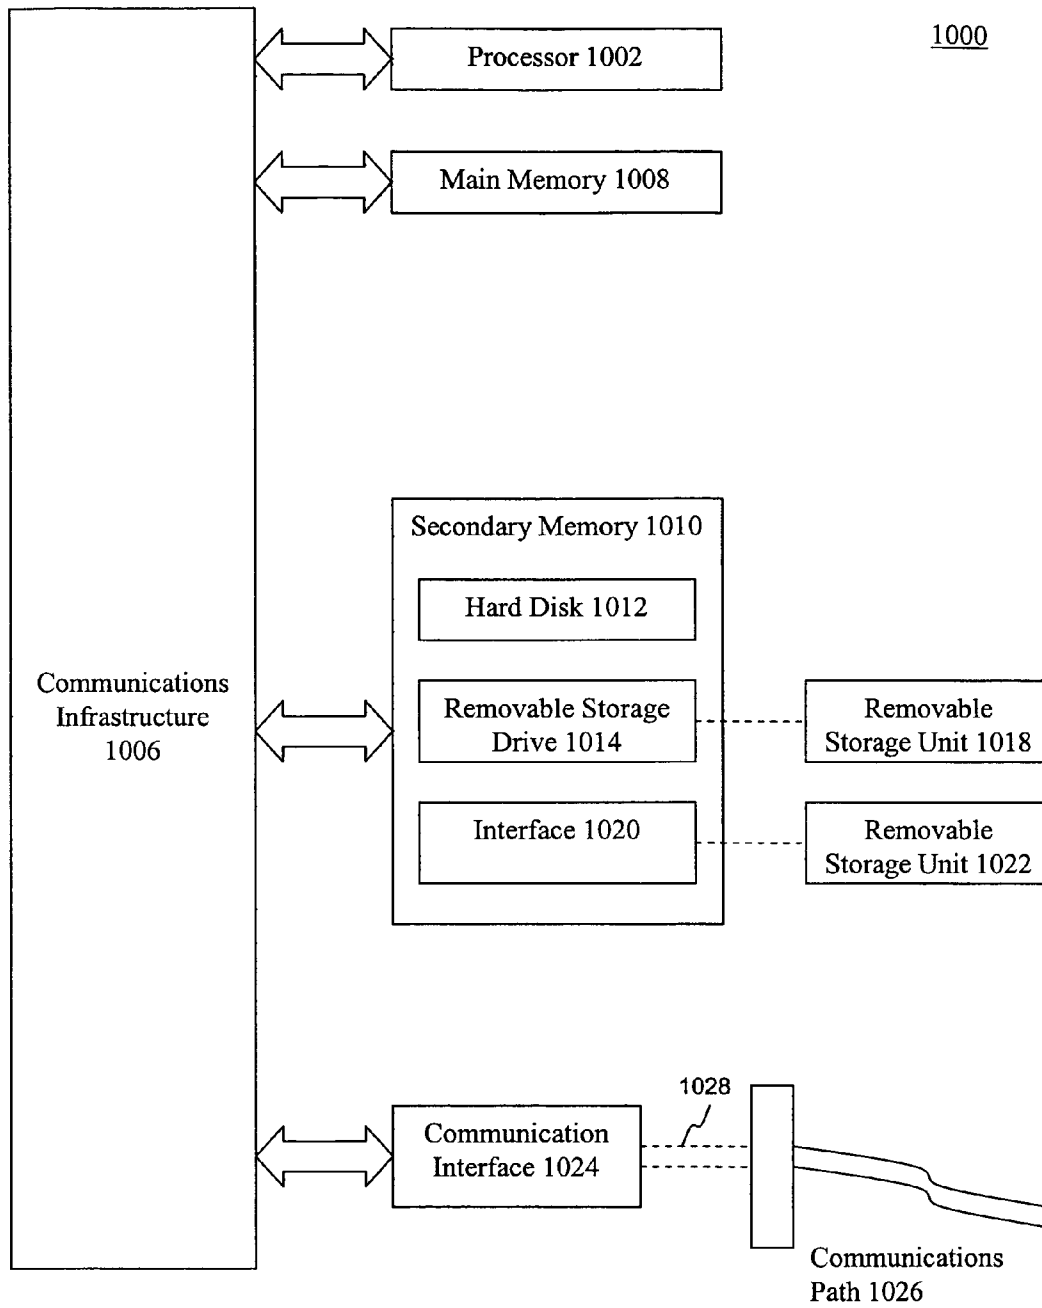 1000
Processor 1002
Main Memory 1008
Secondary Memory 1010
Hard Disk 1012
Communications
Infrastructure
1006
Removable Storage
Drive 1014
Removable
Storage Unit 1018
Interface 1020
Removable
Storage Unit 1022
1028
Communication
Interface 1024
Communications
Path 1026